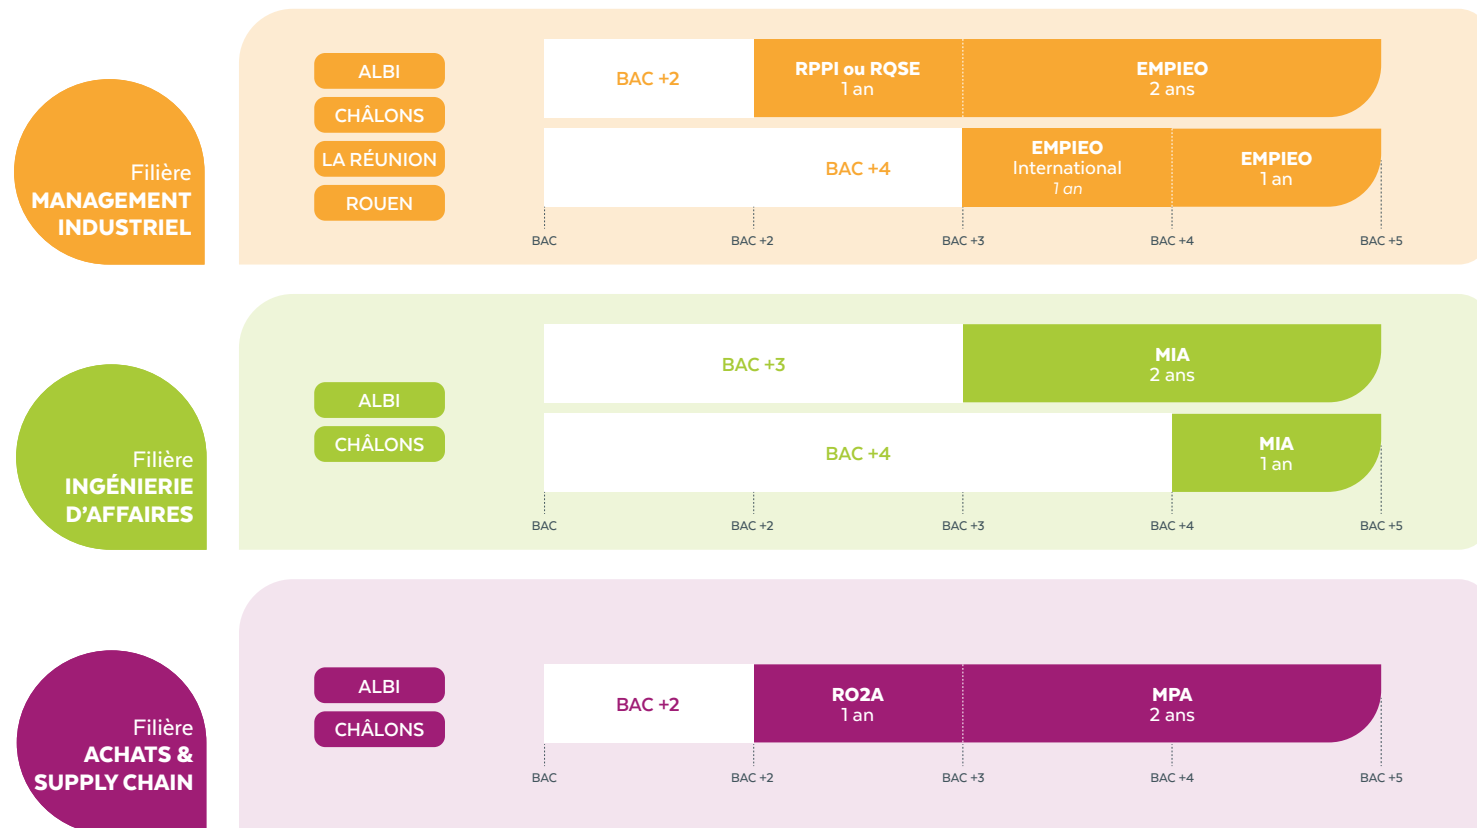 Filière
MANAGEMENT
INDUSTRIEL
ALBI
CHÂLONS
LA RÉUNION
ROUEN
BAC +2
RPPI ou RQSE
1 an
EMPIEO
2 ans
BAC +4
EMPIEO
International
1 an
EMPIEO
1 an
BAC
BAC +2
BAC +3
BAC +4
BAC +5
Filière
INGÉNIERIE
D'AFFAIRES
ALBI
CHÂLONS
BAC +3
MIA
2 ans
BAC +4
MIA
1 an
BAC
BAC +2
BAC +3
BAC +4
BAC +5
Filière
ACHATS &
SUPPLY CHAIN
ALBI
CHÂLONS
BAC +2
RO2A
1 an
MPA
2 ans
BAC
BAC +2
BAC +3
BAC +4
BAC +5